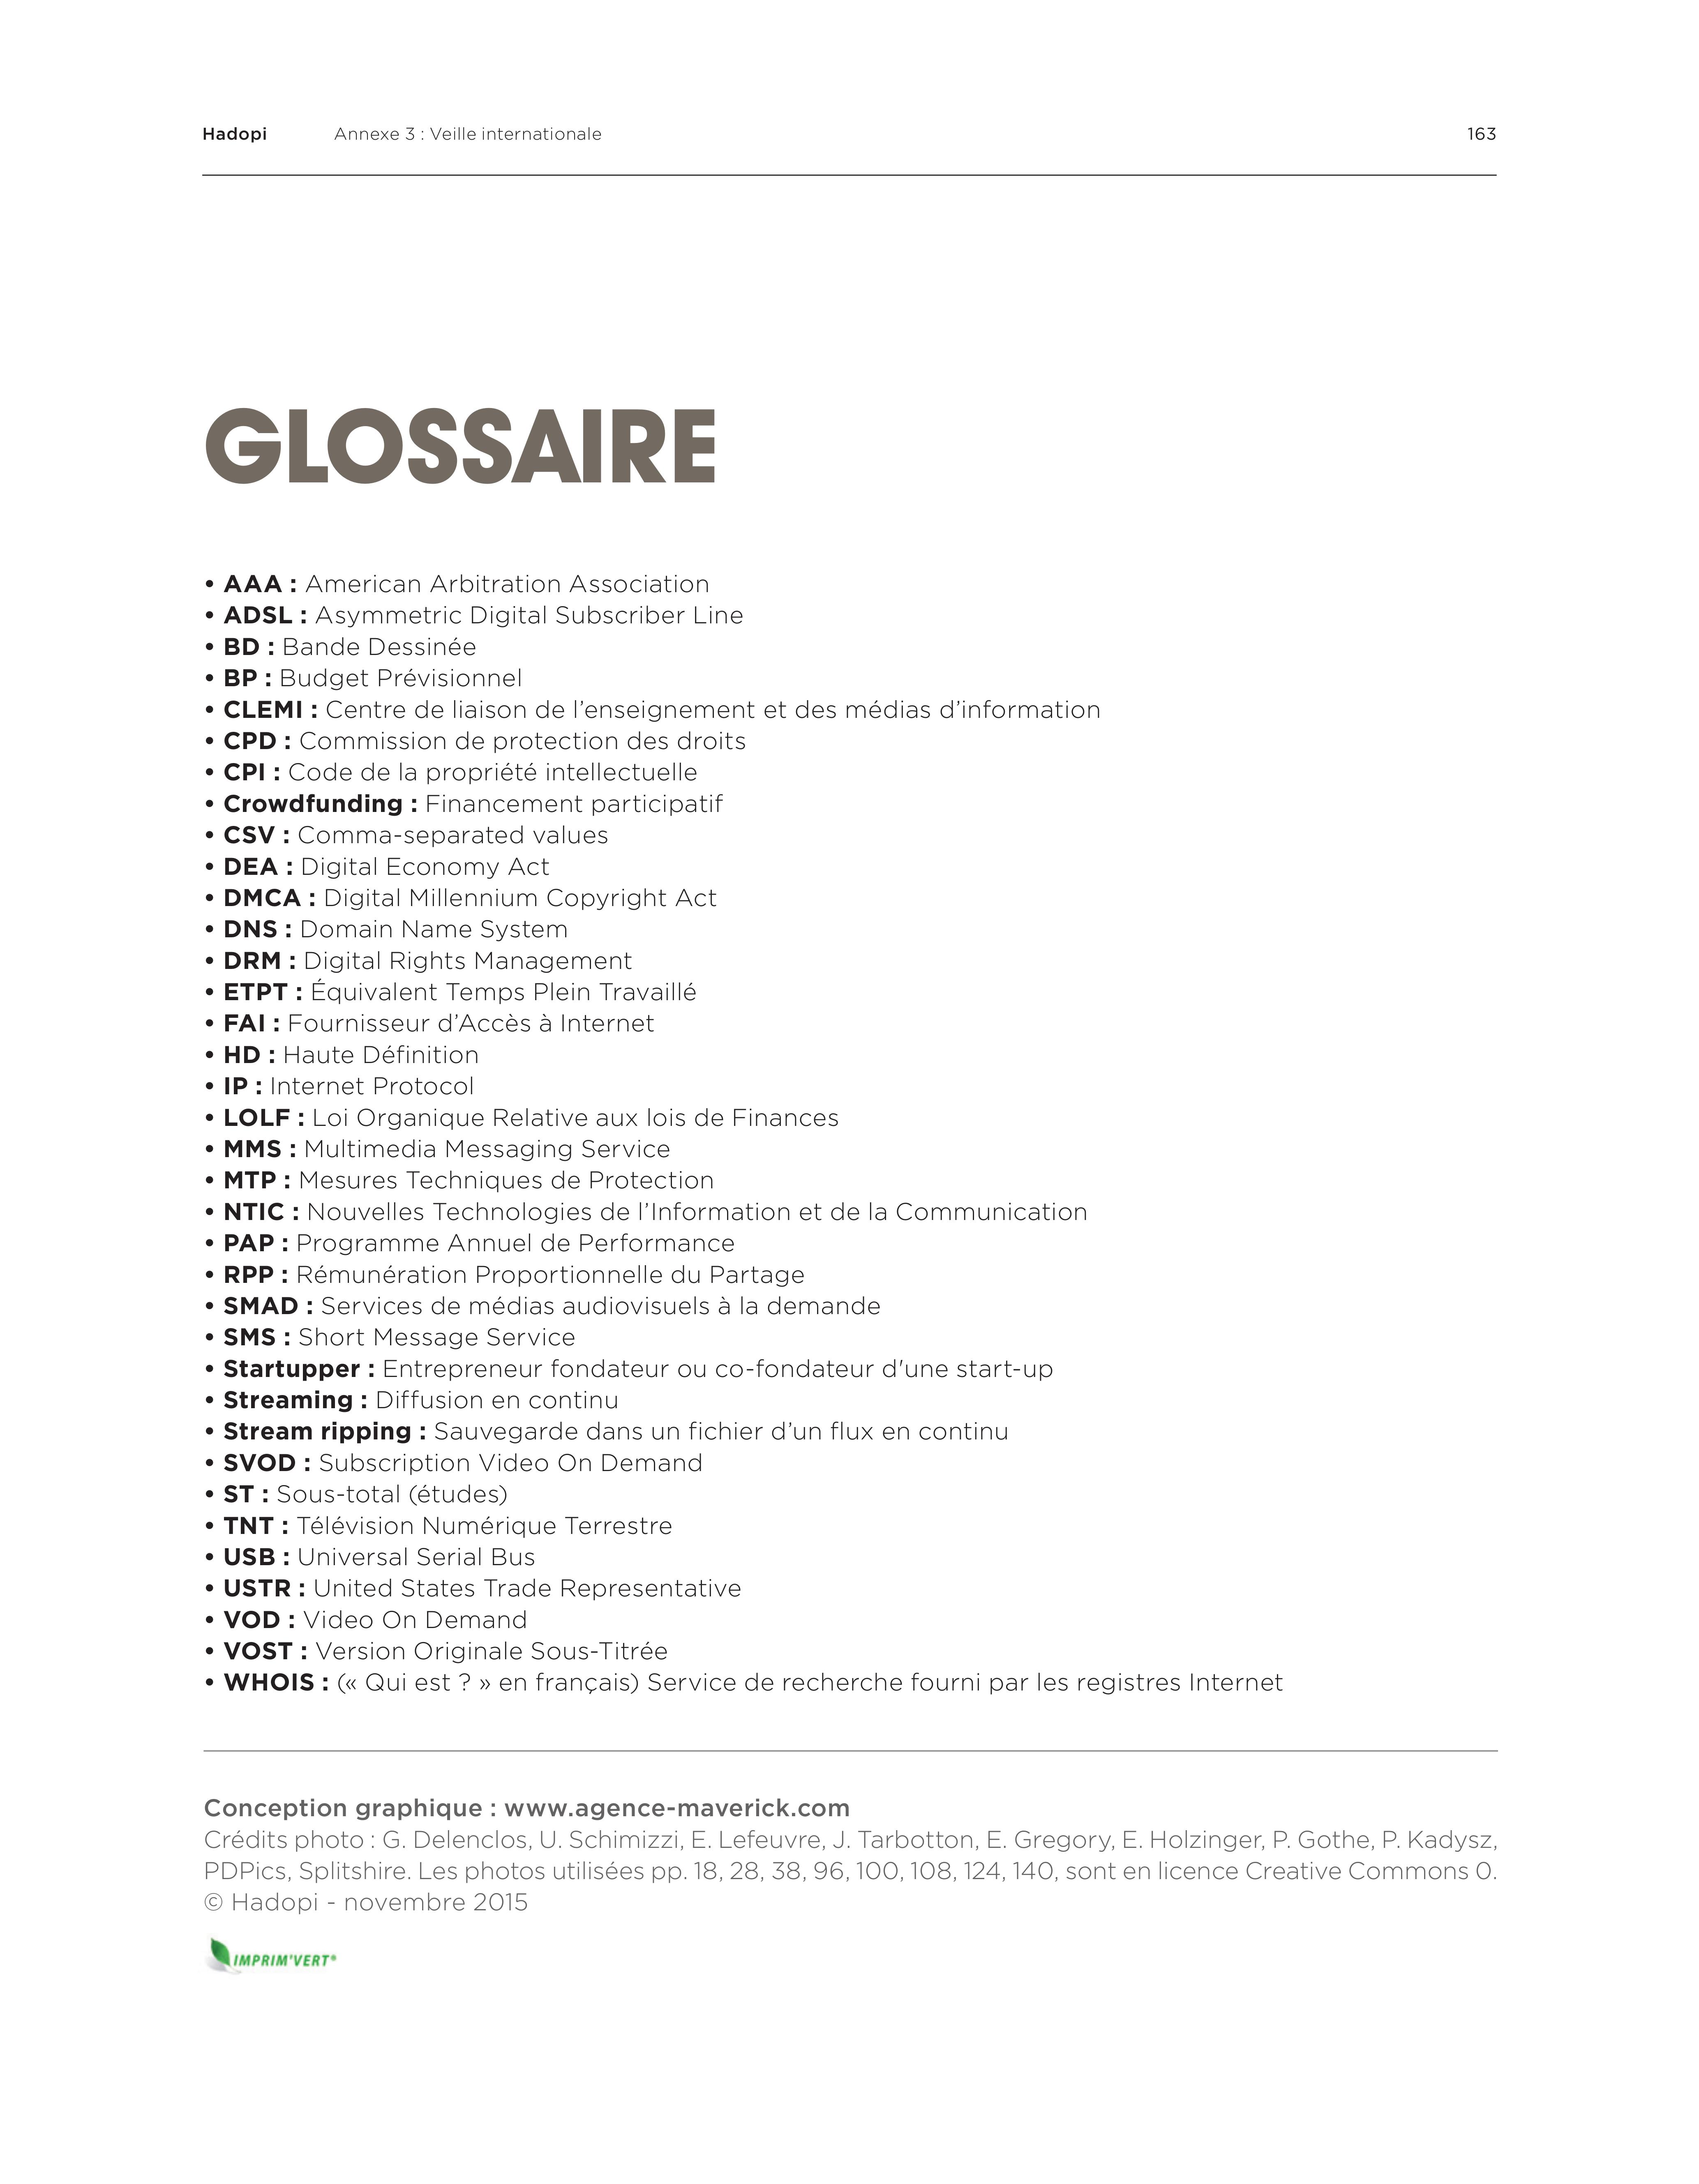 Hadopi Annexe 3 : Veille internationale 163
GLOSSAIRE
• AAA : American Arbitration Association
• ADSL : Asymmetric Digital Subscriber Line
• BD : Bande Dessinée
• BP : Budget Prévisionnel
• CLEMI : Centre de liaison de l’enseignement et des médias d’information
• CPD : Commission de protection des droits
• CPI : Code de la propriété intellectuelle
• Crowdfunding : Financement participatif
• CSV : Comma-separated values
• DEA : Digital Economy Act
• DMCA : Digital Millennium Copyright Act
• DNS : Domain Name System
• DRM : Digital Rights Management
• ETPT : Équivalent Temps Plein Travaillé
• FAI : Fournisseur d’Accès à Internet
• HD : Haute Définition
• IP : Internet Protocol
• LOLF : Loi Organique Relative aux lois de Finances
• MMS : Multimedia Messaging Service
• MTP : Mesures Techniques de Protection
• NTIC : Nouvelles Technologies de l’Information et de la Communication
• PAP : Programme Annuel de Performance
• RPP : Rémunération Proportionnelle du Partage
• SMAD : Services de médias audiovisuels à la demande
• SMS : Short Message Service
• Startupper : Entrepreneur fondateur ou co-fondateur d'une start-up
• Streaming : Diffusion en continu
• Stream ripping : Sauvegarde dans un fichier d’un flux en continu
• SVOD : Subscription Video On Demand
• ST : Sous-total (études)
• TNT : Télévision Numérique Terrestre
• USB : Universal Serial Bus
• USTR : United States Trade Representative
• VOD : Video On Demand
• VOST : Version Originale Sous-Titrée
• WHOIS : (« Qui est ? » en français) Service de recherche fourni par les registres Internet
Conception graphique : www.agence-maverick.com
Crédits photo : G. Delenclos, U. Schimizzi, E. Lefeuvre, J. Tarbotton, E. Gregory, E. Holzinger, P. Gothe, P. Kadysz,
PDPics, Splitshire. Les photos utilisées pp. 18, 28, 38, 96, 100, 108, 124, 140, sont en licence Creative Commons 0.
© Hadopi - novembre 2015
IMPRIM'VERT®